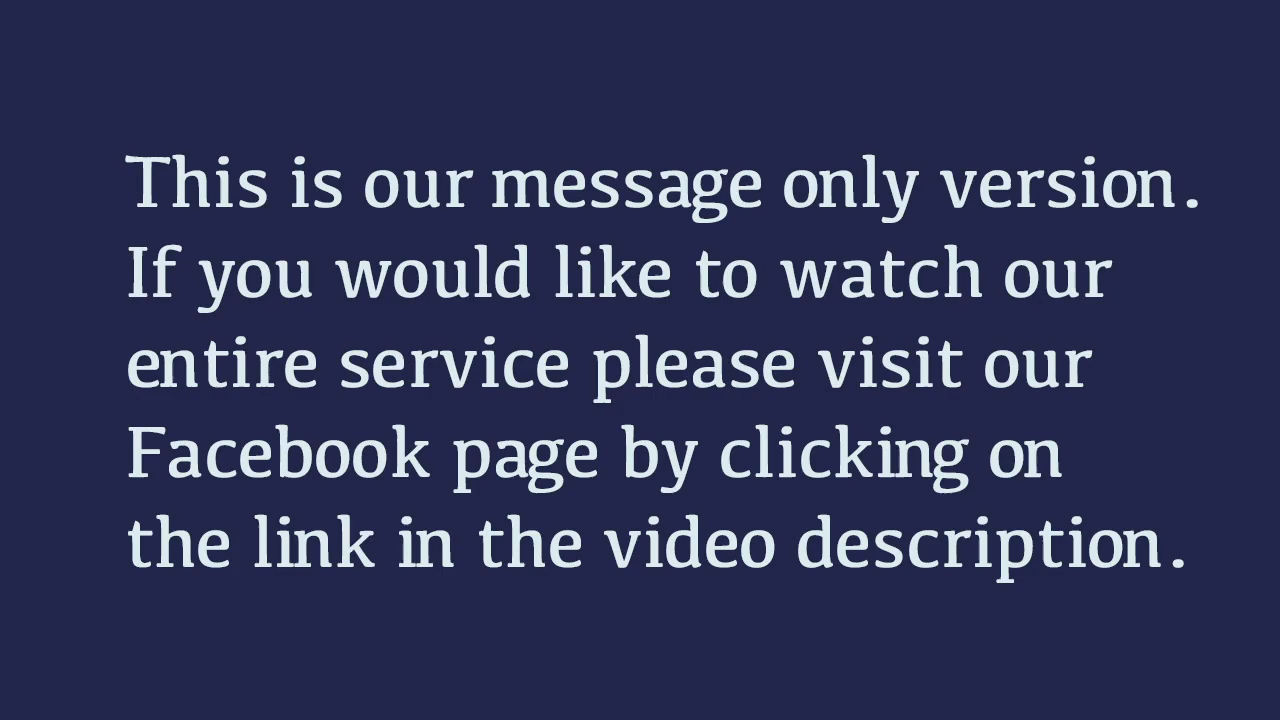 This is our message only version.
If you would like to watch our
entire service please visit our
Facebook page by clicking on
the link in the video description.